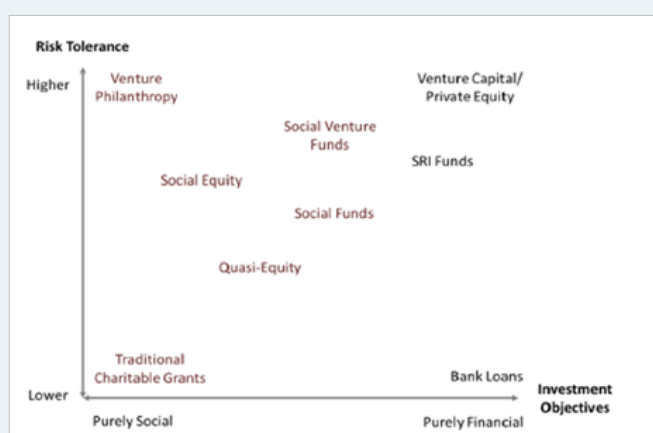 Risk Tolerance
Higher
Venture
Philanthropy
Venture Capital/
Private Equity
Social Venture
Funds
SRI Funds
Social Equity
Social Funds
Quasi-Equity
Traditional
Charitable Grants
Bank Loans
Lower
Investment
Objectives
Purely Social
Purely Financial